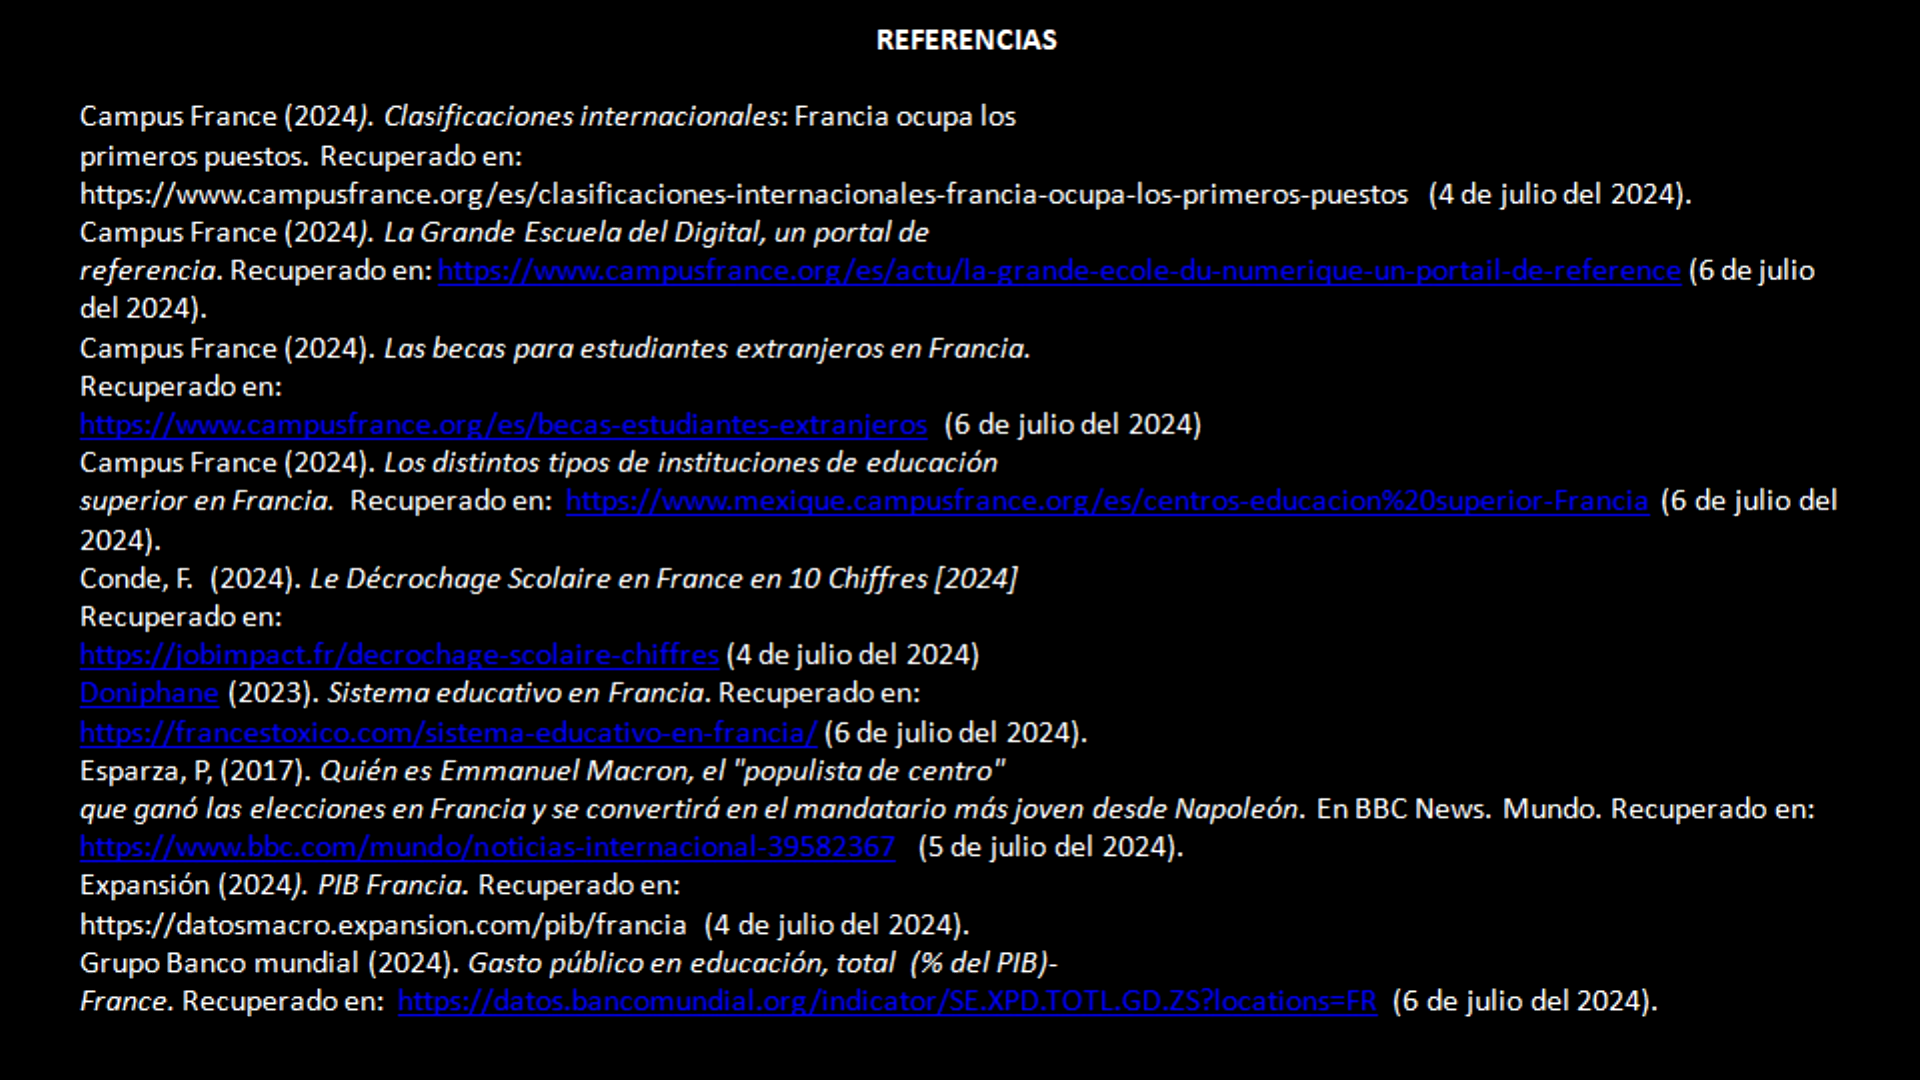 REFERENCIAS
Campus France (2024). Clasificaciones internacionales: Francia ocupa los
primeros puestos. Recuperado en:
https://www.campusfrance.org/es/clasificaciones-internacionales-francia-ocupa-los-primeros-puestos (4 de julio del 2024).
Campus France (2024). La Grande Escuela del Digital, un portal de
referencia. Recuperado en: https://www.campusfrance.org/es/actu/la-grande-ecole-du-numerique-un-portail-de-reference (6 de julio
del 2024).
Campus France (2024). Las becas para estudiantes extranjeros en Francia.
Recuperado en:
https://www.campusfrance.org/es/becas-estudiantes-extranjeros (6 de julio del 2024)
Campus France (2024). Los distintos tipos de instituciones de educación
superior en Francia. Recuperado en: https://www.mexique.campusfrance.org/es/centros-educacion%20superior-Francia (6 de julio del
2024).
Conde, F. (2024). Le Décrochage Scolaire en France en 10 Chiffres [2024]
Recuperado en:
https://jobimpact.fr/decrochage-scolaire-chiffres (4 de julio del 2024)
Doniphane (2023). Sistema educativo en Francia. Recuperado en:
https://francestoxico.com/sistema-educativo-en-francia/ (6 de julio del 2024).
Esparza, P, (2017). Quién es Emmanuel Macron, el "populista de centro"
que ganó las elecciones en Francia y se convertirá en el mandatario más joven desde Napoleón. En BBC News. Mundo. Recuperado en:
https://www.bbc.com/mundo/noticias-internacional-39582367 (5 de julio del 2024).
Expansión (2024). PIB Francia. Recuperado en:
https://datosmacro.expansion.com/pib/francia (4 de julio del 2024).
Grupo Banco mundial (2024). Gasto público en educación, total (% del PIB)-
France. Recuperado en: https://datos.bancomundial.org/indicator/SE.XPD.TOTL.GD.ZS?locations=FR (6 de julio del 2024).